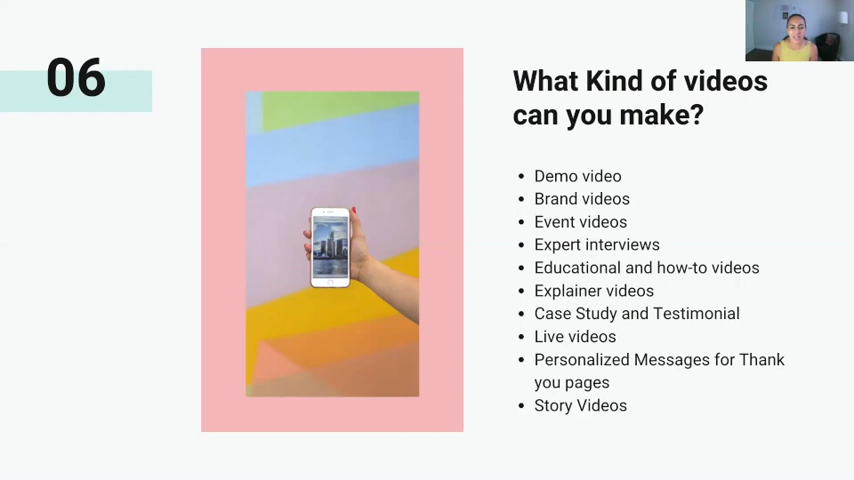 06
What Kind of videos
can you make?
• Demo video
• Brand videos
• Event videos
• Expert interviews
• Educational and how-to videos
• Explainer videos
• Case Study and Testimonial
• Live videos
• Personalized Messages for Thank
you pages
• Story Videos